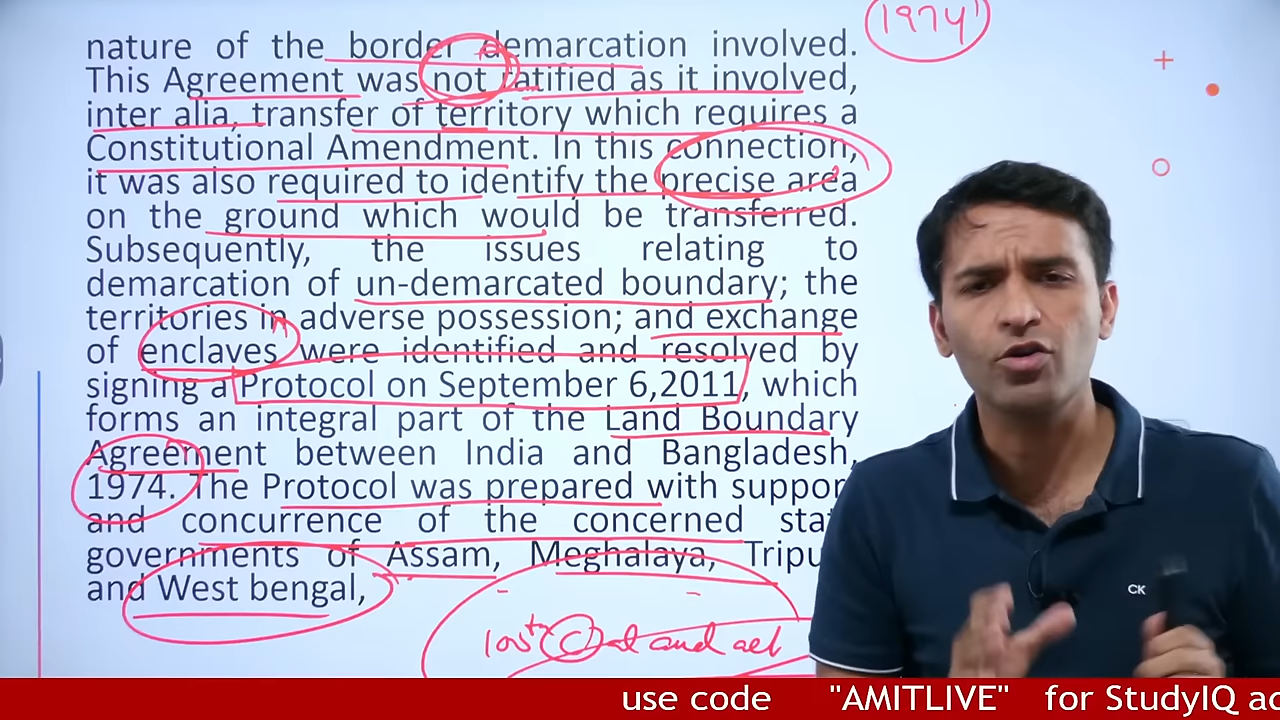 1974
nature of the border demarcation involved.
This Agreement was not ratified as it involved,
inter alia, transfer of territory which requires a
Constitutional Amendment. In this connection,
it was also required to identify the precise area
on the ground which would be transferred.
Subsequently, the issues relating to
demarcation of un-demarcated boundary; the
territories in adverse possession; and exchange
of enclaves were identified and resolved by
signing a Protocol on September 6,2011, which
forms an integral part of the Land Boundary
Agreement between India and Bangladesh,
1974. The Protocol was prepared with suppor
and concurrence of the concerned stat
governments of Assam, Meghalaya, Tripu
and West bengal,
CK
use code "AMITLIVE" for StudyIQ ac